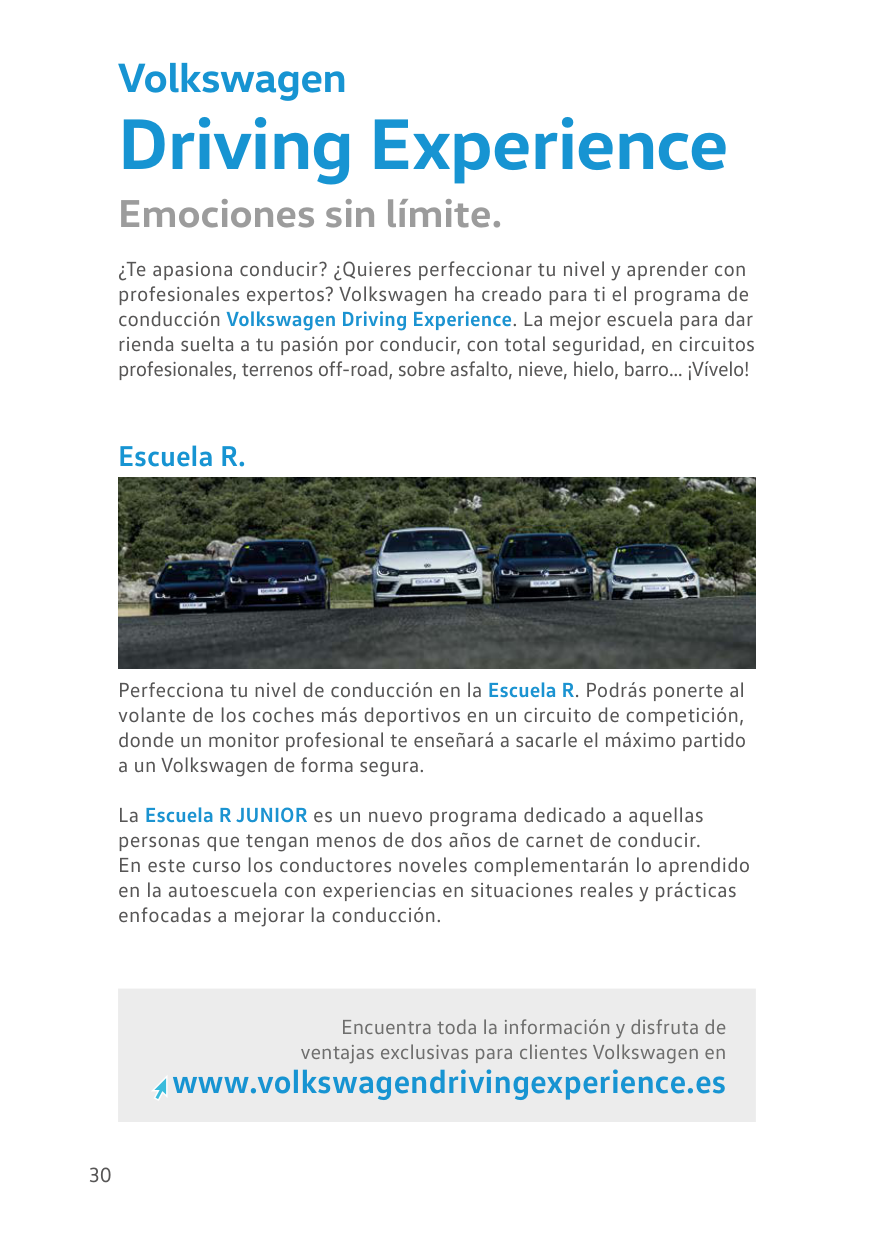 Volkswagen
Driving Experience
Emociones sin límite.
¿Te apasiona conducir? ¿Quieres perfeccionar tu nivel y aprender con
profesionales expertos? Volkswagen ha creado para ti el programa de
conducción Volkswagen Driving Experience. La mejor escuela para dar
rienda suelta a tu pasión por conducir, con total seguridad, en circuitos
profesionales, terrenos off-road, sobre asfalto, nieve, hielo, barro... ¡Vívelo!
Escuela R.
Perfecciona tu nivel de conducción en la Escuela R. Podrás ponerte al
volante de los coches más deportivos en un circuito de competición,
donde un monitor profesional te enseñará a sacarle el máximo partido
a un Volkswagen de forma segura.
La Escuela R JUNIOR es un nuevo programa dedicado a aquellas
personas que tengan menos de dos años de carnet de conducir.
En este curso los conductores noveles complementarán lo aprendido
en la autoescuela con experiencias en situaciones reales y prácticas
enfocadas a mejorar la conducción.
Encuentra toda la información y disfruta de
ventajas exclusivas para clientes Volkswagen en
www.volkswagendrivingexperience.es
30